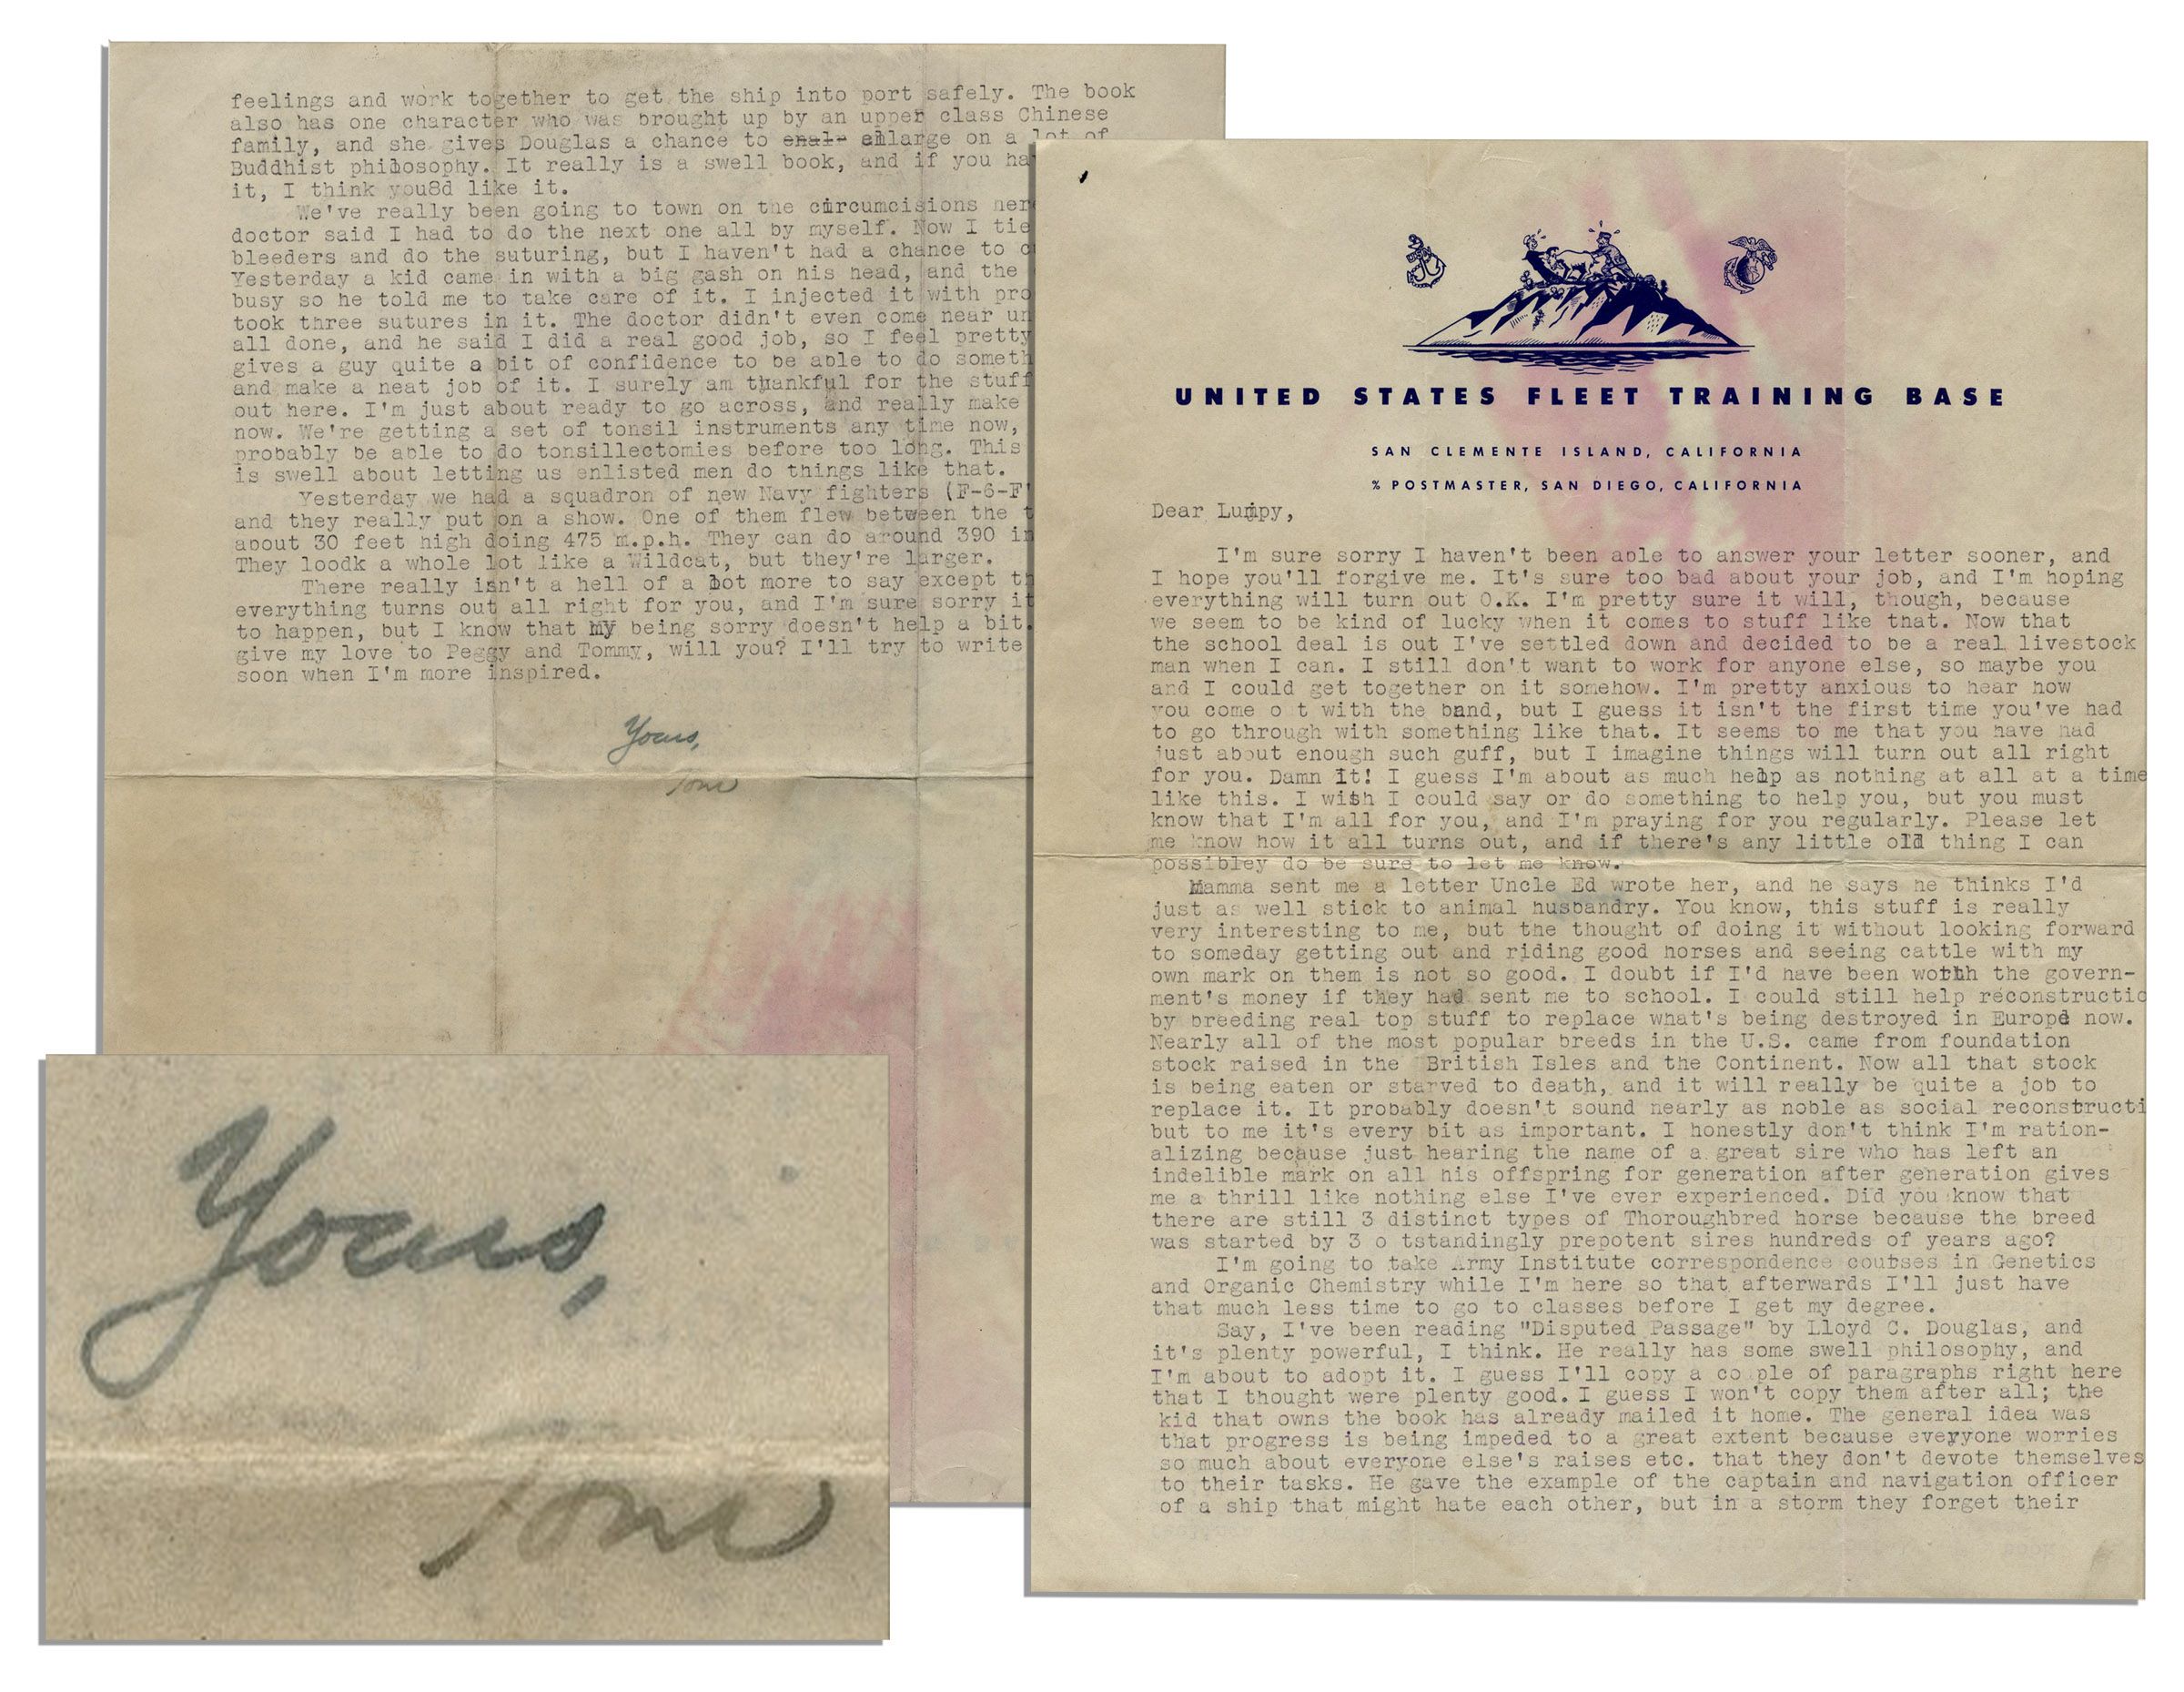 UNITED STATES FLEET TRAINING BASE
SAN CLEMENTE ISLAND, CALIFORNIA
% POSTMASTER, SAN DIEGO, CALIFORNIA
Dear Lumpy,
I'm sure sorry I haven't been able to answer your letter sooner, and
I hope you'll forgive me. It's sure too bad about your job, and I'm hoping
everything will turn out O.K. I'm pretty sure it will, though, because
we seem to be kind of lucky when it comes to stuff like that. Now that
the school deal is out I've settled down and decided to be a real livestock
man when I can. I still don't want to work for anyone else, so maybe you
and I could get together on it somehow. I'm pretty anxious to hear how
you come o t with the band, but I guess it isn't the first time you've had
to go through with something like that. It seems to me that you have had
just about enough such guff, but I imagine things will turn out all right
for you. Damn it! I guess I'm about as much help as nothing at all at a time
like this. I wish I could say or do something to help you, but you must
know that I'm all for you, and I'm praying for you regularly. Please let
me know how it all turns out, and if there's any little old thing I can
possibley do be sure to let me know.
Mamma sent me a letter Uncle Ed wrote her, and he says he thinks I'd
just as well stick to animal husbandry. You know, this stuff is really
very interesting to me, but the thought of doing it without looking forward
to someday getting out and riding good horses and seeing cattle with my
own mark on them is not so good. I doubt if I'd have been worth the govern-
ment's money if they had sent me to school. I could still help reconstructio
by breeding real top stuff to replace what's being destroyed in Europe now.
Nearly all of the most popular breeds in the U.S. came from foundation
stock raised in the British Isles and the Continent. Now all that stock
is being eaten or starved to death, and it will really be quite a job to
replace it. It probably doesn't sound nearly as noble as social reconstructi
but to me it's every bit as important. I honestly don't think I'm ration-
alizing because just hearing the name of a great sire who has left an
indelible mark on all his offspring for generation after generation gives
me a thrill like nothing else I've ever experienced. Did you know that
there are still 3 distinct types of Thoroughbred horse because the breed
was started by 3 o tstandingly prepotent sires hundreds of years ago?
I'm going to take Army Institute correspondence courses in Genetics
and Organic Chemistry while I'm here so that afterwards I'll just have
that much less time to go to classes before I get my degree.
Say, I've been reading "Disputed Passage" by Lloyd C. Douglas, and
it's plenty powerful, I think. He really has some swell philosophy, and
I'm about to adopt it. I guess I'll copy a co ple of paragraphs right here
that I thought were plenty good. I guess I won't copy them after all; the
kid that owns the book has already mailed it home. The general idea was
that progress is being impeded to a great extent because everyone worries
so much about everyone else's raises etc. that they don't devote themselves
to their tasks. He gave the example of the captain and navigation officer
of a ship that might hate each other, but in a storm they forget their
feelings and work together to get the ship into port safely. The book
also has one character who was brought up by an upper class Chinese
family, and she gives Douglas a chance to enal- enlarge on a lot of
Buddhist philosophy. It really is a swell book, and if you ha
it, I think you8d like it.
We've really been going to town on the circumcisions her
doctor said I had to do the next one all by myself. Now I tie
bleeders and do the suturing, but I haven't had a chance to
Yesterday a kid came in with a big gash on his head, and the
busy so he told me to take care of it. I injected it with pro
took three sutures in it. The doctor didn't even come near un
all done, and he said I did a real good job, so I feel pretty
gives a guy quite a bit of confidence to be able to do someth
and make a neat job of it. I surely am thankful for the stuff
out here. I'm just about ready to go across, and really make
now. We're getting a set of tonsil instruments any time now,
probably be able to do tonsillectomies before too long. This
is swell about letting us enlisted men do things like that.
Yesterday we had a squadron of new Navy fighters (F-6-F'
and they really put on a show. One of them flew between the t
about 30 feet high doing 475 m.p.h. They can do around 390 in
They loodk a whole lot like a Wildcat, but they're larger.
There really isn't a hell of a lot more to say except th
everything turns out all right for you, and I'm sure sorry it
to happen, but I know that my being sorry doesn't help a bit.
give my love to Peggy and Tommy, will you? I'll try to write
soon when I'm more inspired.
Yours,
Tom
Yours,
Tom